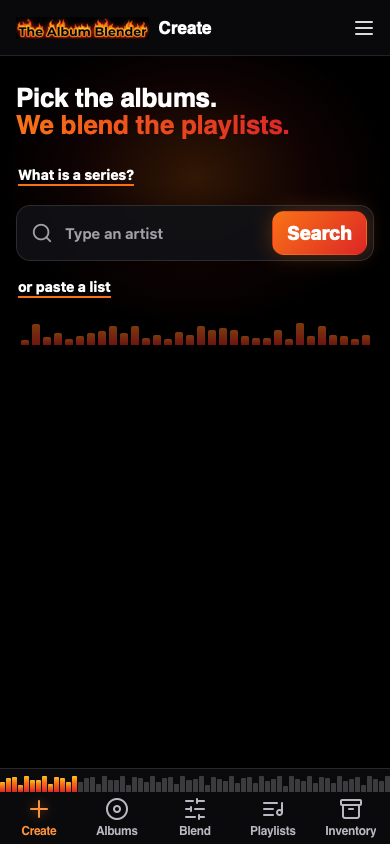 The Album Blender Create
Pick the albums.
We blend the playlists.
What is a series?
Type an artist Search
or paste a list
Create Albums Blend Playlists Inventory